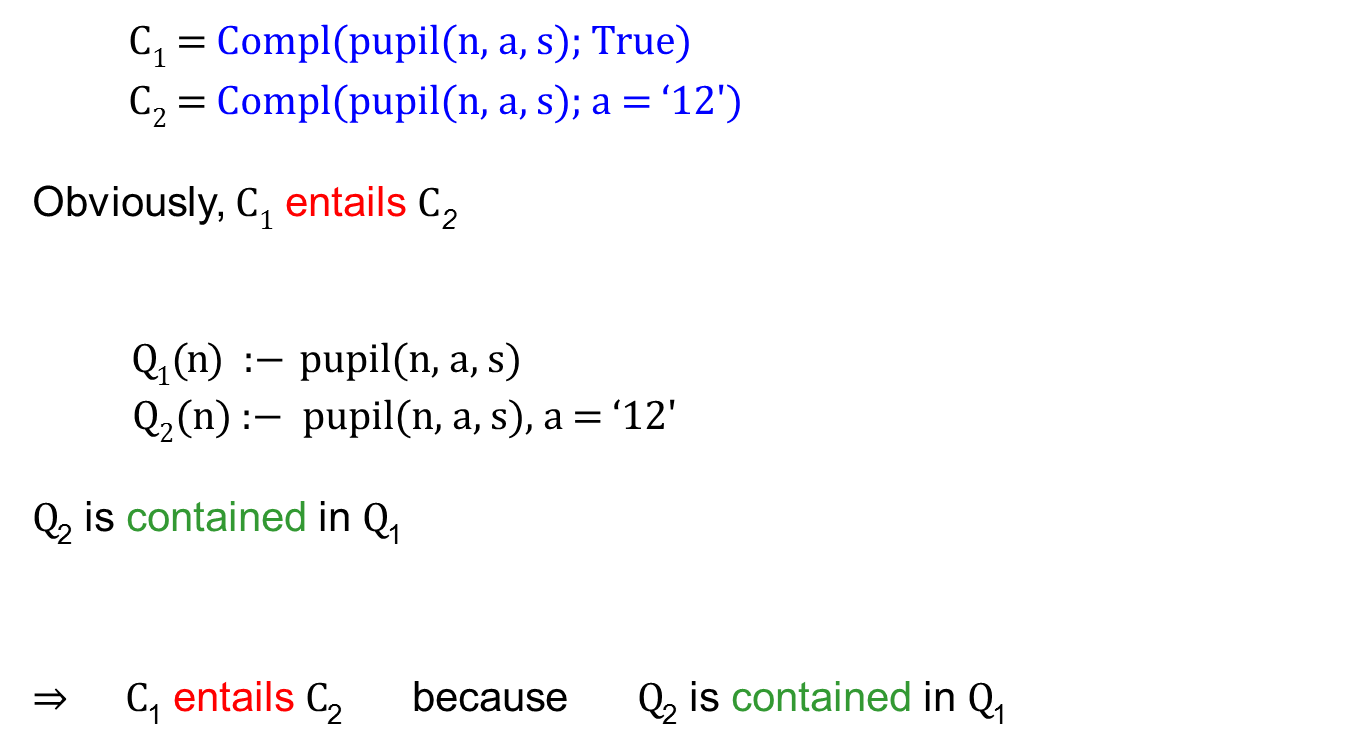 C₁ = Compl(pupil(n, a, s); True)
C₂ = Compl(pupil(n, a, s); a = ‘12')
Obviously, C₁ entails C₂
Q₁(n) :− pupil(n, a, s)
Q₂(n) :− pupil(n, a, s), a = ‘12'
Q₂ is contained in Q₁
⇒ C₁ entails C₂ because Q₂ is contained in Q₁